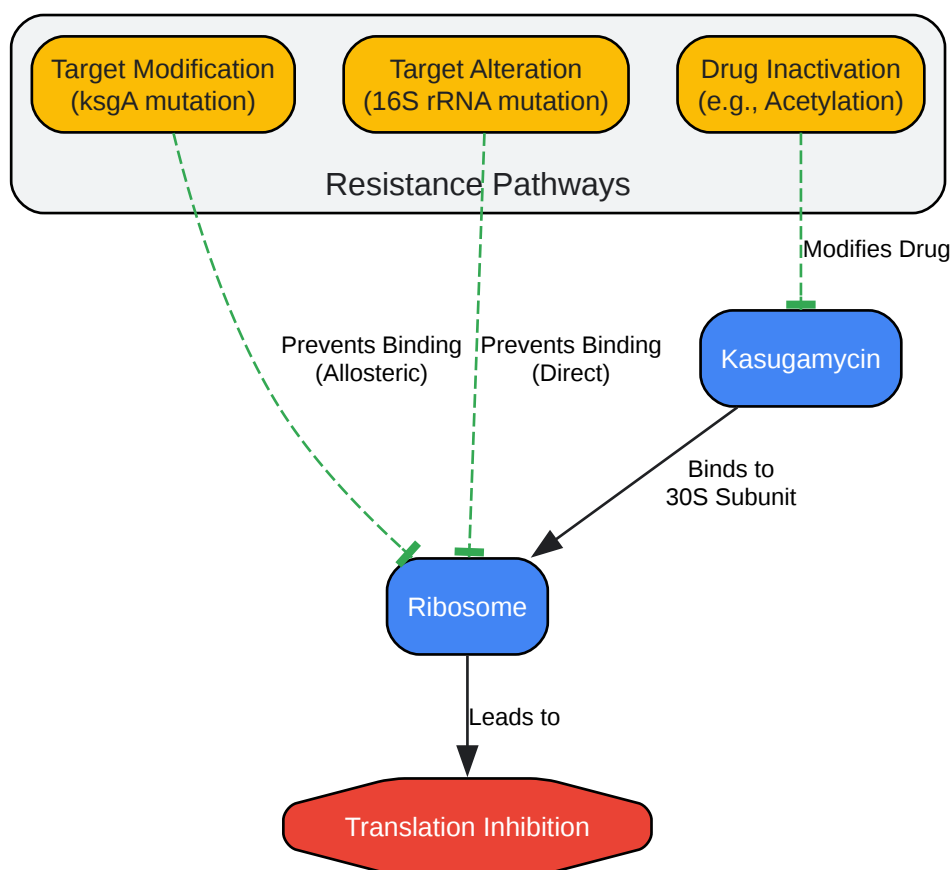 Target Modification
(ksgA mutation)
Target Alteration
(16S rRNA mutation)
Drug Inactivation
(e.g., Acetylation)
Resistance Pathways
Modifies Drug
Prevents Binding
(Allosteric)
Prevents Binding
(Direct)
Kasugamycin
Binds to
30S Subunit
Ribosome
Leads to
Translation Inhibition